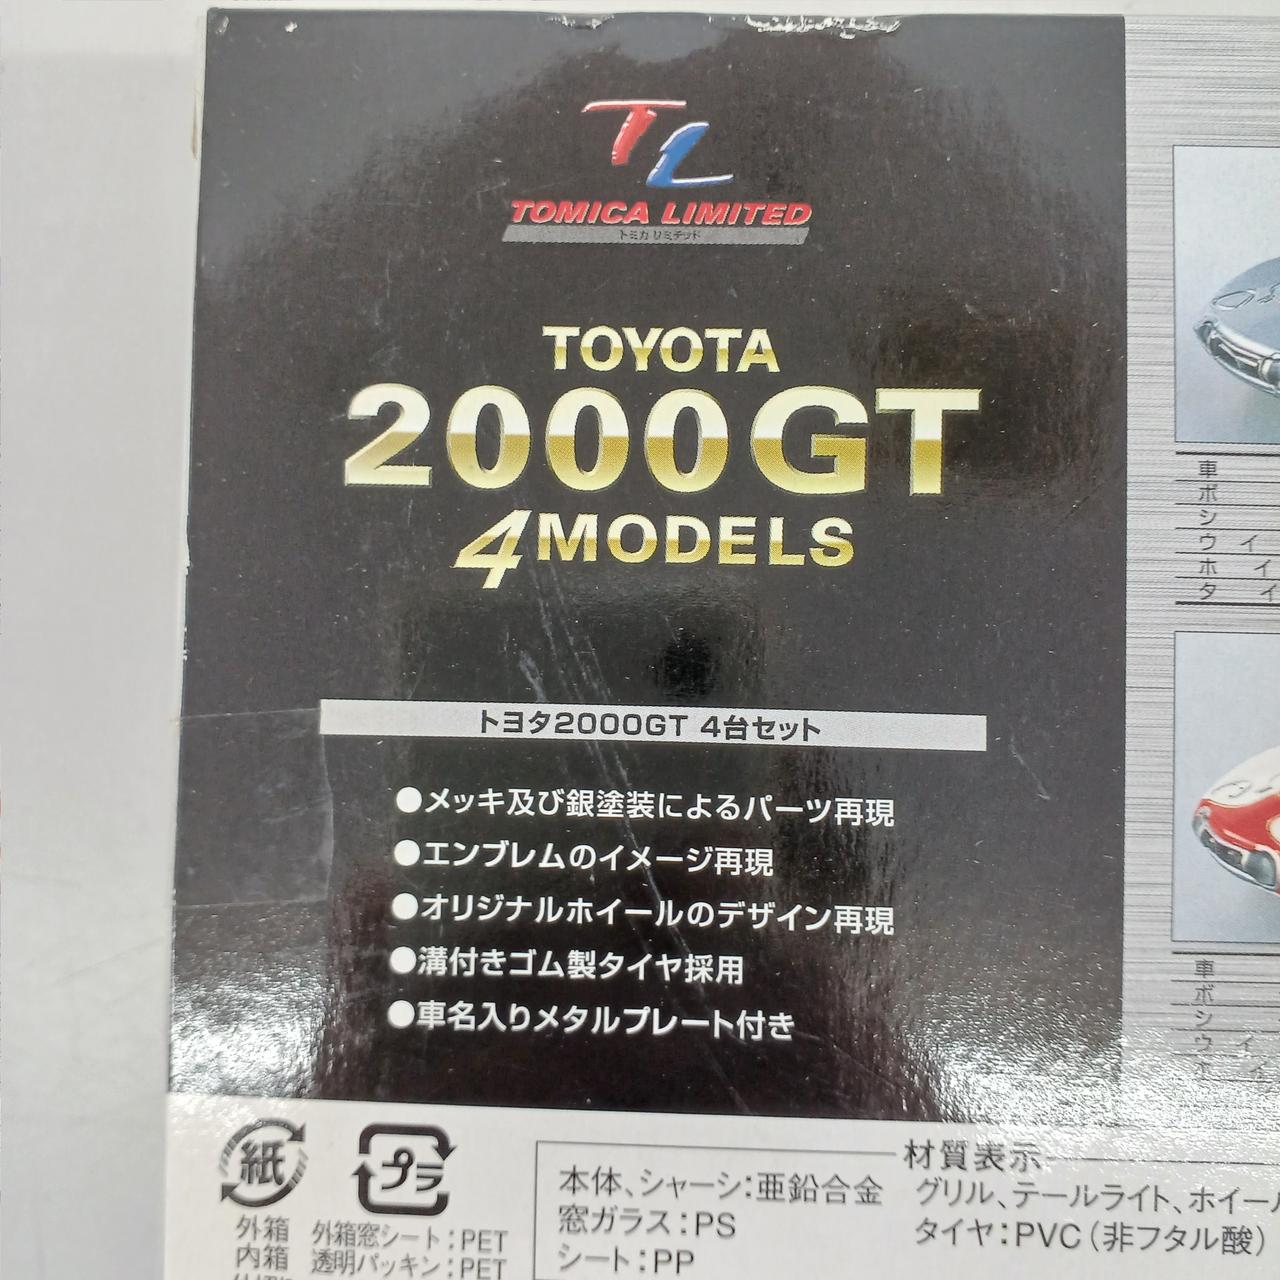 TL
TOMICA LIMITED
トミカリミテッド
TOYOTA
2000GT
4 MODELS
トヨタ2000GT 4台セット
●メッキ及び銀塗装によるパーツ再現
●エンブレムのイメージ再現
●オリジナルホイールのデザイン再現
●溝付きゴム製タイヤ採用
●車名入りメタルプレート付き
車
ボ
シ
ウ イ
ホ イ
タ イ
車
ボ
シ
ウ イ
紙
外箱
内箱
プラ
外箱窓シート:PET
透明パッキン:PET
材質表示
本体、シャーシ:亜鉛合金
窓ガラス:PS
シート:PP
グリル、テールライト、ホイール
タイヤ:PVC(非フタル酸)